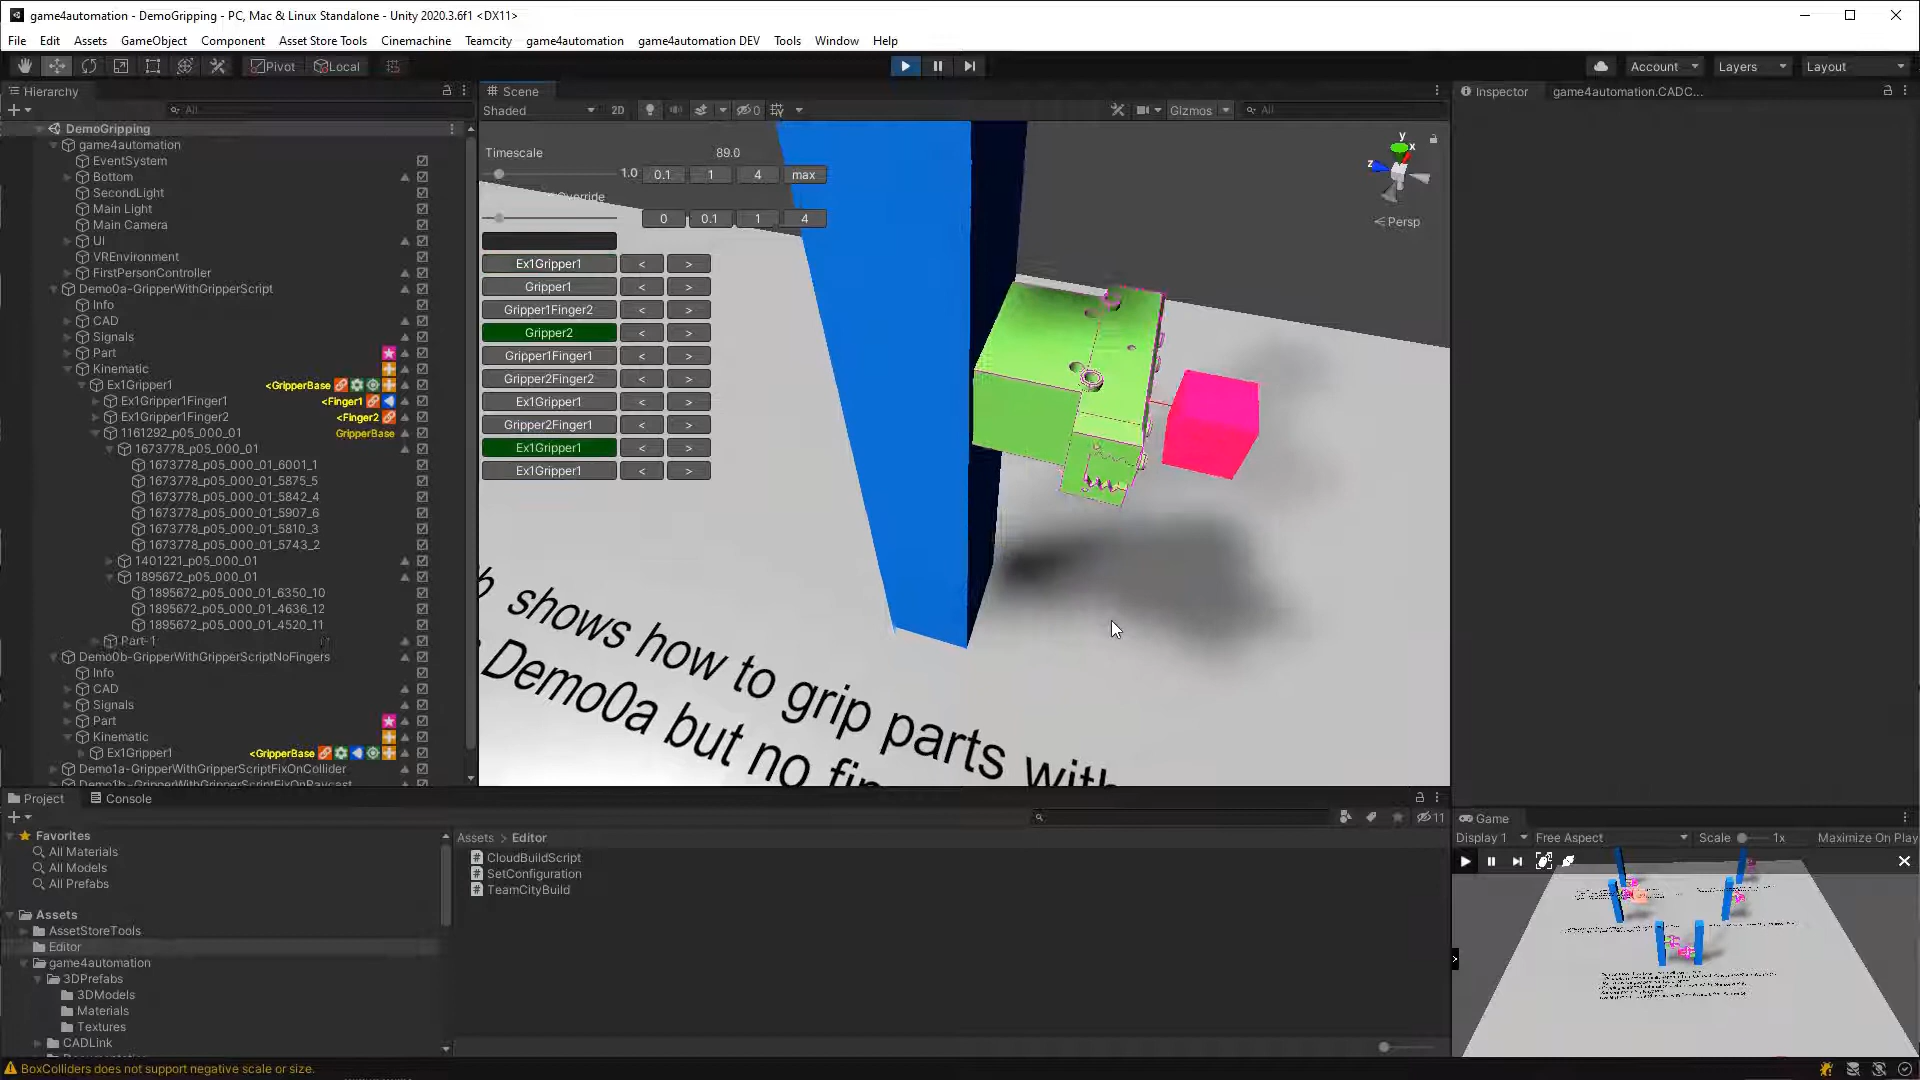 game4automation - DemoGripping - PC, Mac & Linux Standalone - Unity 2020.3.6f1 <DX11>
File Edit Assets GameObject Component Asset Store Tools Cinemachine Teamcity game4automation game4automation DEV Tools Window Help
Pivot Local Account Layers Layout
Hierarchy
All
DemoGripping
game4automation
EventSystem
Bottom
SecondLight
Main Light
Main Camera
UI
VREnvironment
FirstPersonController
Demo0a-GripperWithGripperScript
Info
CAD
Signals
Part
Kinematic
Ex1Gripper1 <GripperBase
Ex1Gripper1Finger1 <Finger1
Ex1Gripper1Finger2 <Finger2
1161292_p05_000_01 GripperBase
1673778_p05_000_01
1673778_p05_000_01_6001_1
1673778_p05_000_01_5875_5
1673778_p05_000_01_5842_4
1673778_p05_000_01_5907_6
1673778_p05_000_01_5810_3
1673778_p05_000_01_5743_2
1401221_p05_000_01
1895672_p05_000_01
1895672_p05_000_01_6350_10
1895672_p05_000_01_4636_12
1895672_p05_000_01_4520_11
Part-1
Demo0b-GripperWithGripperScriptNoFingers
Info
CAD
Signals
Part
Kinematic
Ex1Gripper1 <GripperBase
Demo1a-GripperWithGripperScriptFixOnCollider
Demo1b-GripperWithGripperScriptFixOnRaycast
Scene
Shaded 2D 0 Gizmos All
Timescale 89.0
1.0 0.1 1 4 max
Override
0 0.1 1 4
Ex1Gripper1 < >
Gripper1 < >
Gripper1Finger2 < >
Gripper2 < >
Gripper1Finger1 < >
Gripper2Finger2 < >
Ex1Gripper1 < >
Gripper2Finger1 < >
Ex1Gripper1 < >
Ex1Gripper1 < >
y
x
z
Persp
shows how to grip parts with
Demo0a but no
Inspector game4automation.CADC...
Project Console
11
Favorites
All Materials
All Models
All Prefabs
Assets
AssetStoreTools
Editor
game4automation
3DPrefabs
3DModels
Materials
Textures
CADLink
Assets > Editor
CloudBuildScript
SetConfiguration
TeamCityBuild
Game
Display 1 Free Aspect Scale 1x Maximize On Play
BoxColliders does not support negative scale or size.